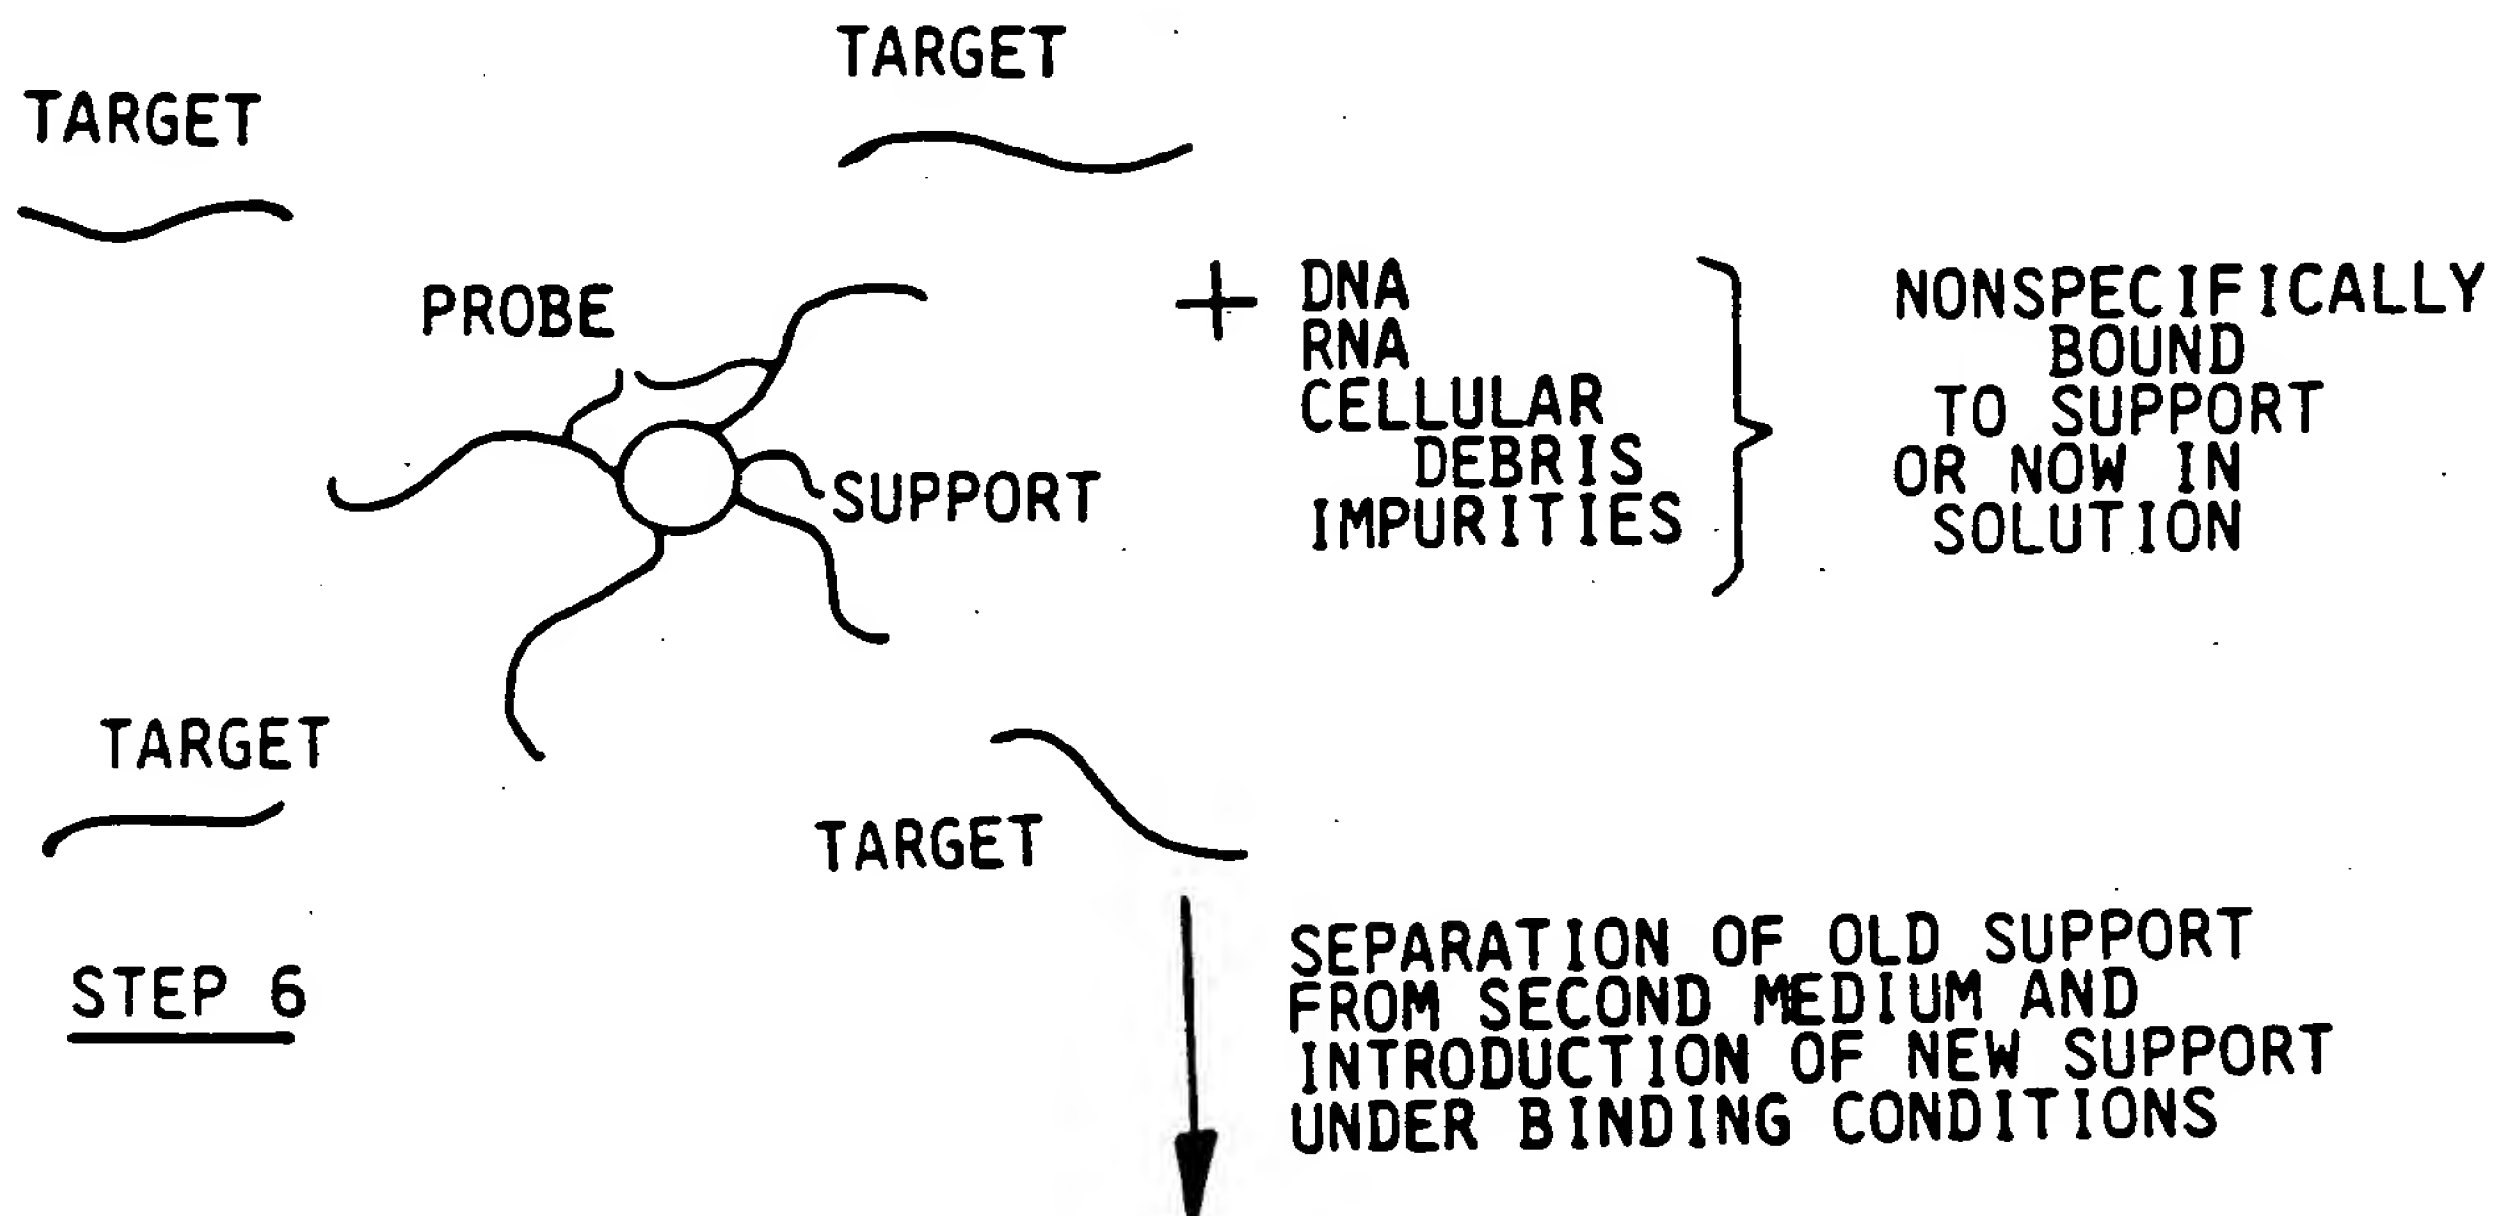 TARGET
TARGET
PROBE
SUPPORT
+ DNA
RNA
CELLULAR
DEBRIS
IMPURITIES
NONSPECIFICALLY
BOUND
TO SUPPORT
OR NOW IN
SOLUTION
TARGET
TARGET
STEP 6
SEPARATION OF OLD SUPPORT
FROM SECOND MEDIUM AND
INTRODUCTION OF NEW SUPPORT
UNDER BINDING CONDITIONS